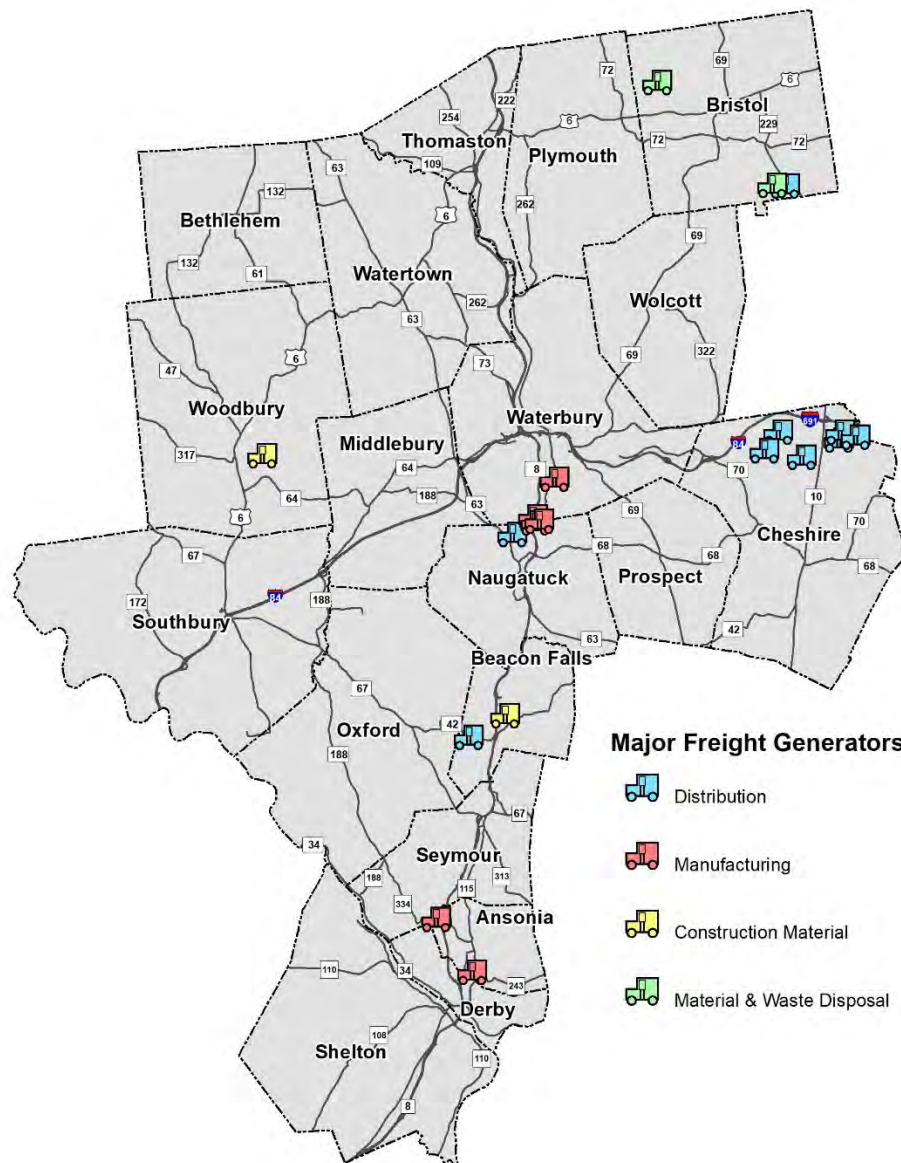 69
72
222
6
254
Bristol
6
Thomaston
229
Plymouth
72
72
72
109
63
132
Bethlehem
262
6
69
132
61
Watertown
262
Wolcott
63
6
69
322
47
73
Woodbury
Waterbury
691
84
Middlebury
317
64
8
70
10
188
63
64
6
69
70
Cheshire
67
68
68
68
Naugatuck
Prospect
84
188
172
Southbury
42
63
Beacon Falls
67
42
Oxford
188
Major Freight Generators
Distribution
67
34
Seymour
Manufacturing
188
115
313
334
Ansonia
Construction Material
110
34
243
Derby
Material & Waste Disposal
108
Shelton
110
8